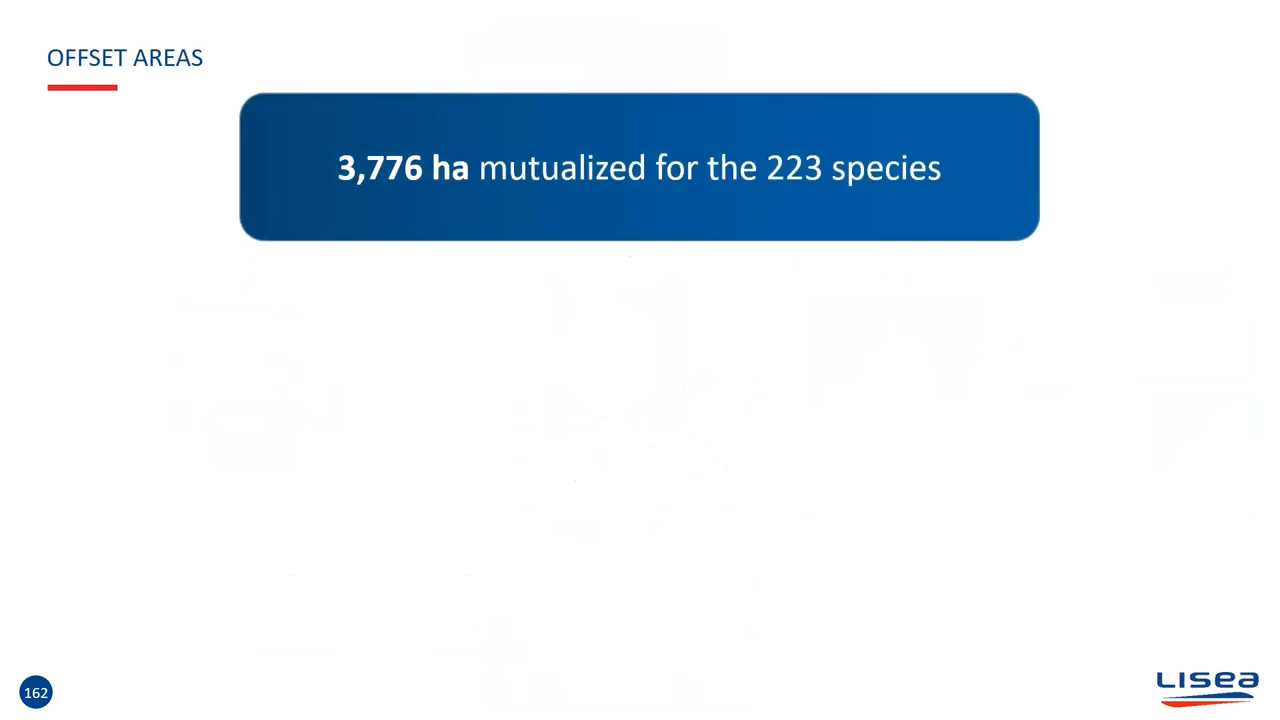 OFFSET AREAS
3,776 ha mutualized for the 223 species
162
LISEA